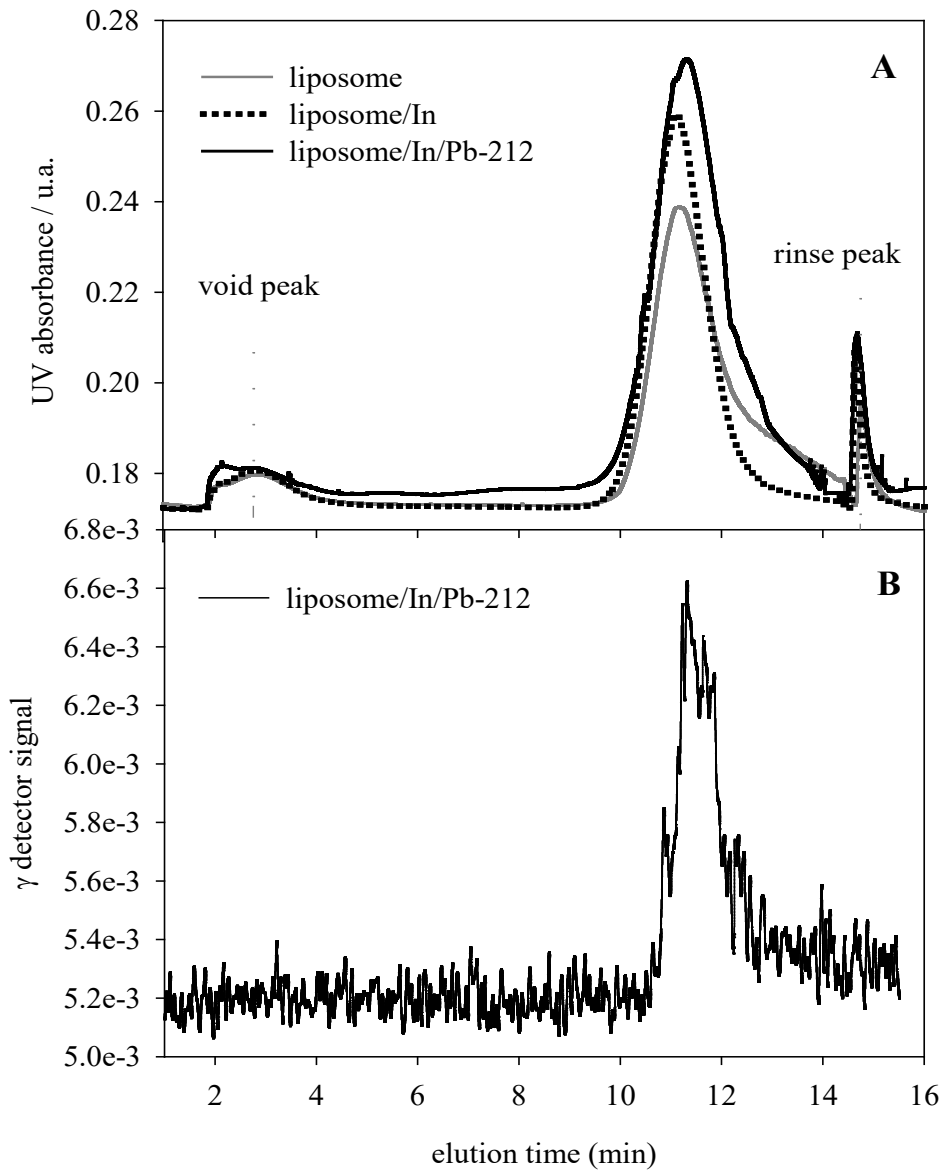 0.28
A
liposome
liposome/In
0.26
liposome/In/Pb-212
0.24
rinse peak
void peak
0.22
UV absorbance / u.a.
0.20
0.18
6.8e-3
B
6.6e-3
liposome/In/Pb-212
6.4e-3
6.2e-3
6.0e-3
γ detector signal
5.8e-3
5.6e-3
5.4e-3
5.2e-3
5.0e-3
2 4 6 8 10 12 14 16
elution time (min)